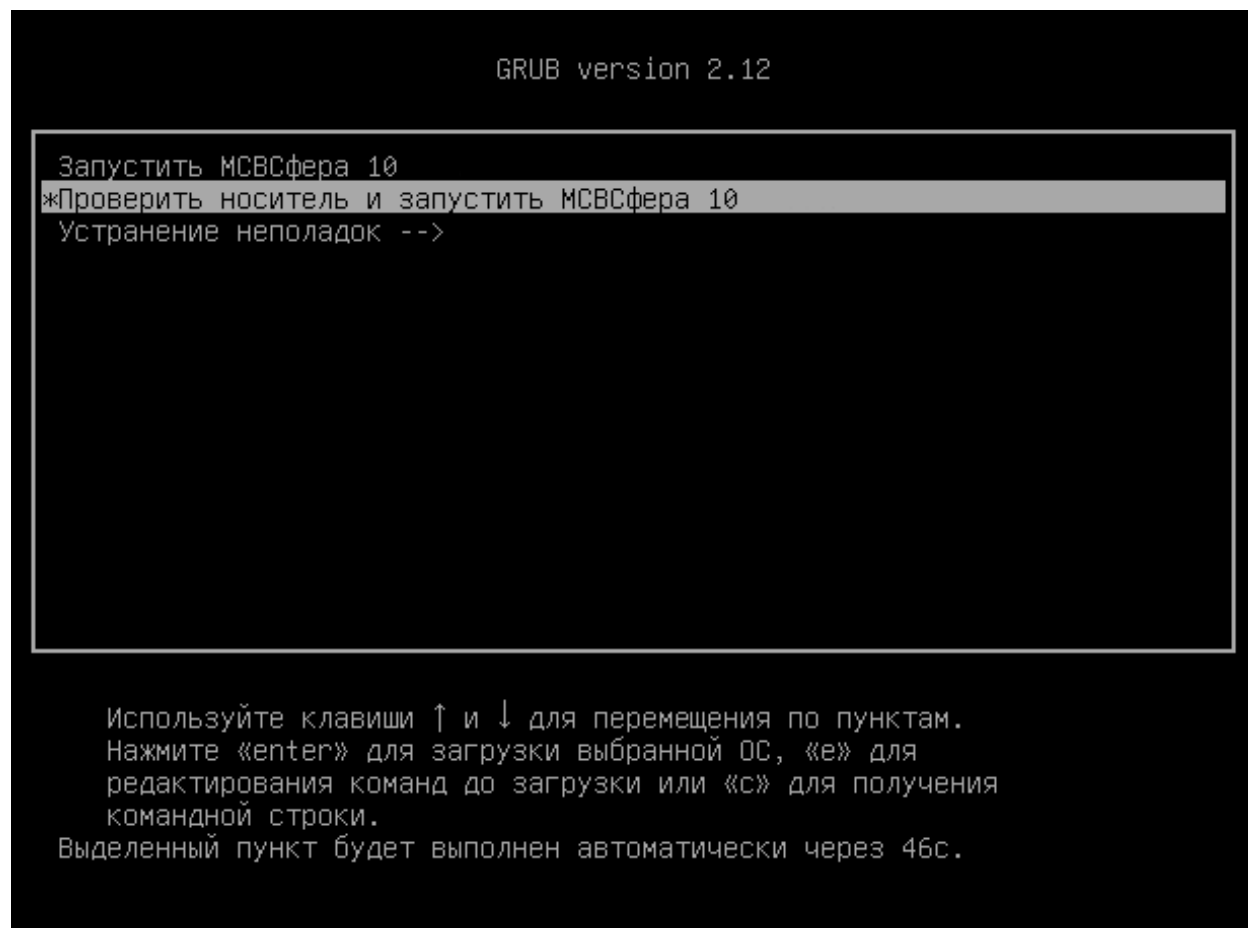 GRUB version 2.12
Запустить МСВСфера 10
*Проверить носитель и запустить МСВСфера 10
Устранение неполадок -->
Используйте клавиши ↑ и ↓ для перемещения по пунктам.
Нажмите «enter» для загрузки выбранной ОС, «e» для
редактирования команд до загрузки или «c» для получения
командной строки.
Выделенный пункт будет выполнен автоматически через 46с.